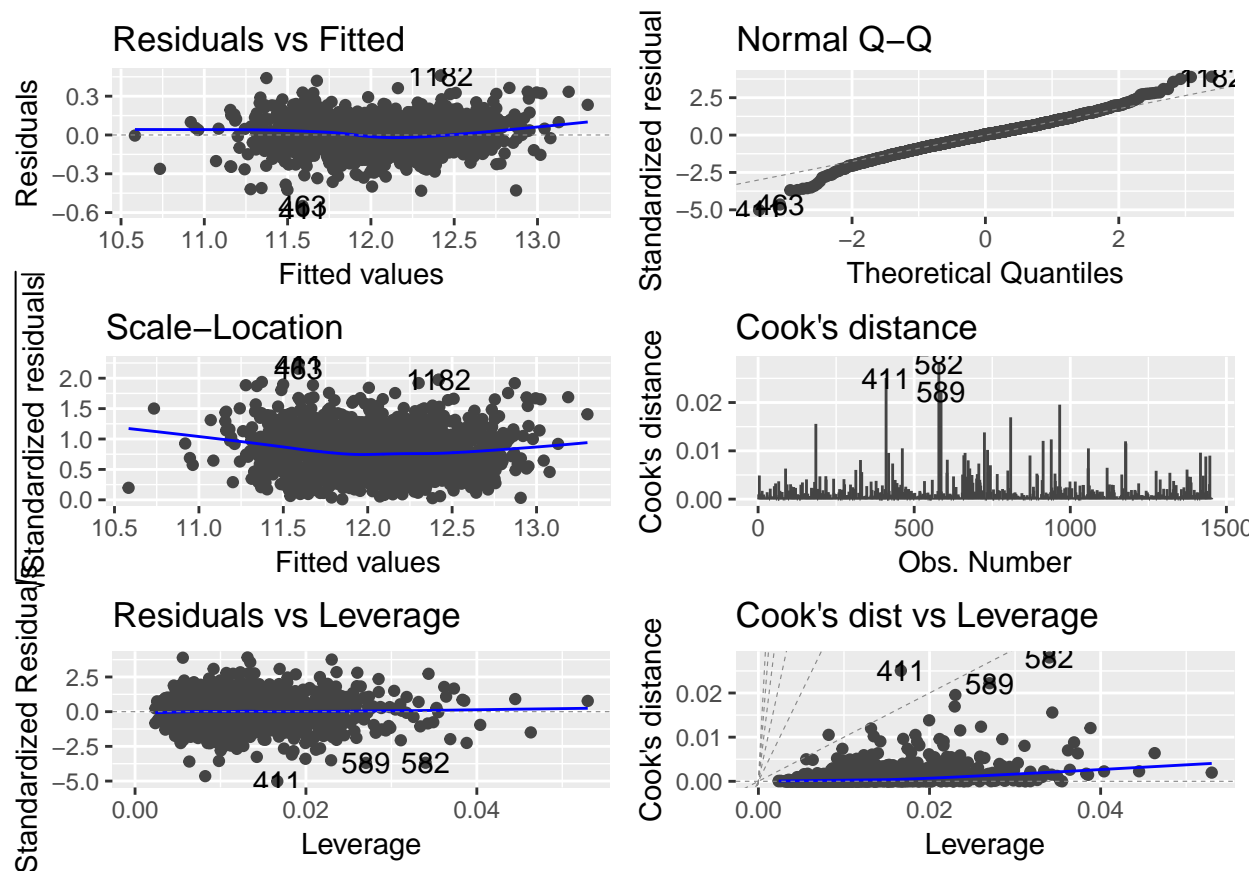 Residuals vs Fitted
Residuals
0.3
0.0
−0.3
−0.6
1182
463
411
10.5 11.0 11.5 12.0 12.5 13.0
Fitted values
Normal Q−Q
Standardized residual
2.5
0.0
−2.5
−5.0
1182
463
411
−2 0 2
Theoretical Quantiles
Scale−Location
√|Standardized residuals|
2.0
1.5
1.0
0.5
0.0
411
463
1182
10.5 11.0 11.5 12.0 12.5 13.0
Fitted values
Cook's distance
Cook's distance
0.02
0.01
0.00
582
411
589
0 500 1000 1500
Obs. Number
Residuals vs Leverage
Standardized Residuals
2.5
0.0
−2.5
−5.0
589 582
411
0.00 0.02 0.04
Leverage
Cook's dist vs Leverage
Cook's distance
0.02
0.01
0.00
582
411
589
0.00 0.02 0.04
Leverage